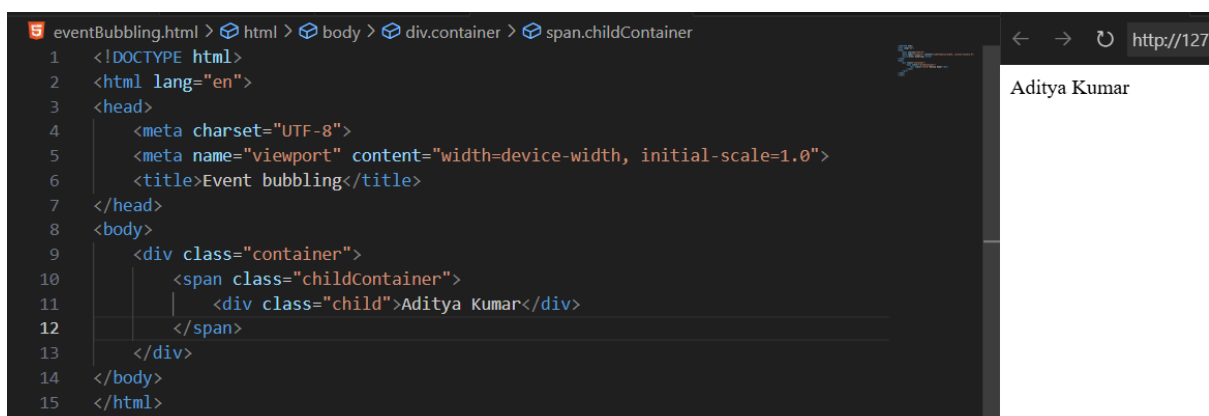 eventBubbling.html > html > body > div.container > span.childContainer
1 <!DOCTYPE html>
2 <html lang="en">
3 <head>
4 <meta charset="UTF-8">
5 <meta name="viewport" content="width=device-width, initial-scale=1.0">
6 <title>Event bubbling</title>
7 </head>
8 <body>
9 <div class="container">
10 <span class="childContainer">
11 <div class="child">Aditya Kumar</div>
12 </span>
13 </div>
14 </body>
15 </html>
http://127
Aditya Kumar